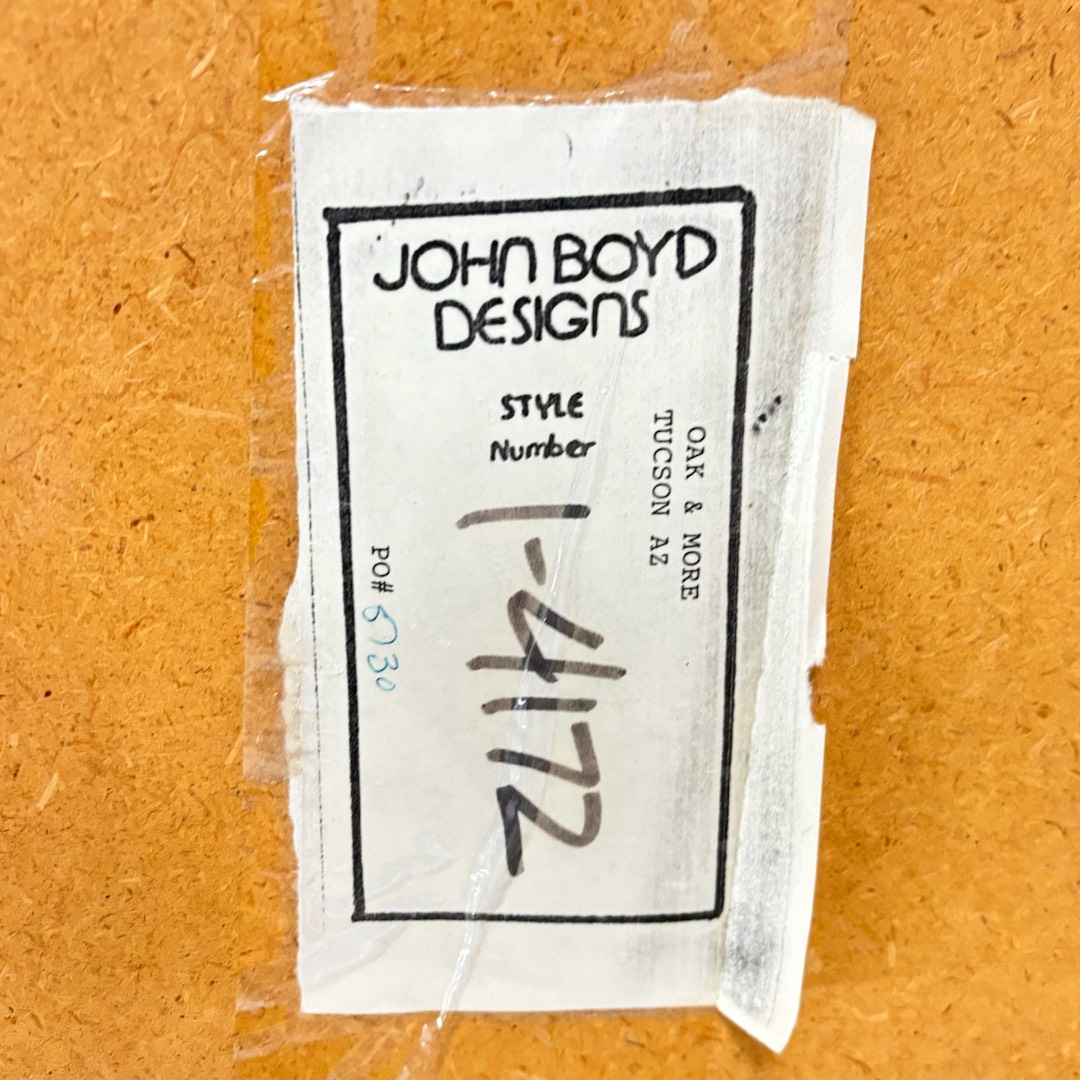 JOHN BOYD
DESIGNS
STYLE
Number
1-4172
OAK & MORE
TUCSON AZ
PO# 5730